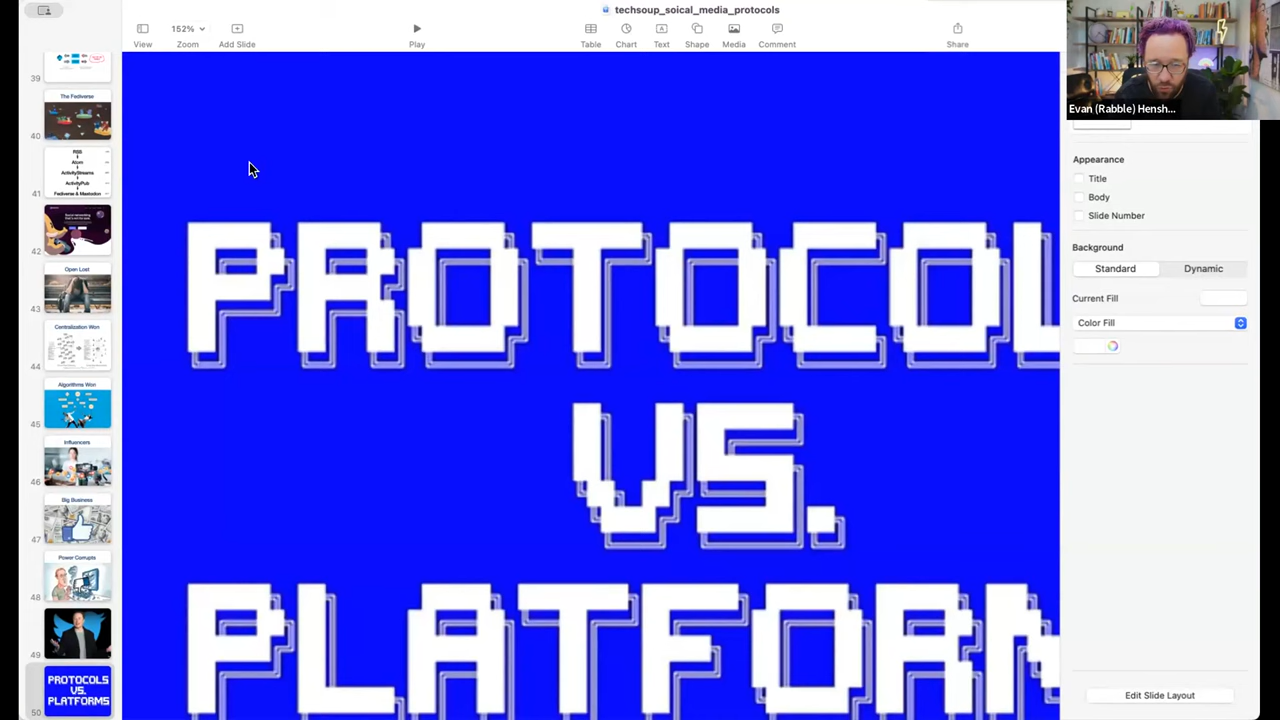 techsoup_soical_media_protocols
View
152%
Zoom
Add Slide
Play
Table
Chart
Text
Shape
Media
Comment
Share
Evan (Rabble) Hensh...
39
The Fediverse
40
RSS
Atom
ActivityStreams
ActivityPub
Fediverse & Mastodon
41
42
Open Lost
43
Centralization Won
44
Algorithms Won
45
Influencers
46
Big Business
47
Power Corrupts
48
49
PROTOCOLS
VS.
PLATFORMS
50
PROTOCOL
VS.
PLATFORM
Appearance
Title
Body
Slide Number
Background
Standard
Dynamic
Current Fill
Color Fill
Edit Slide Layout